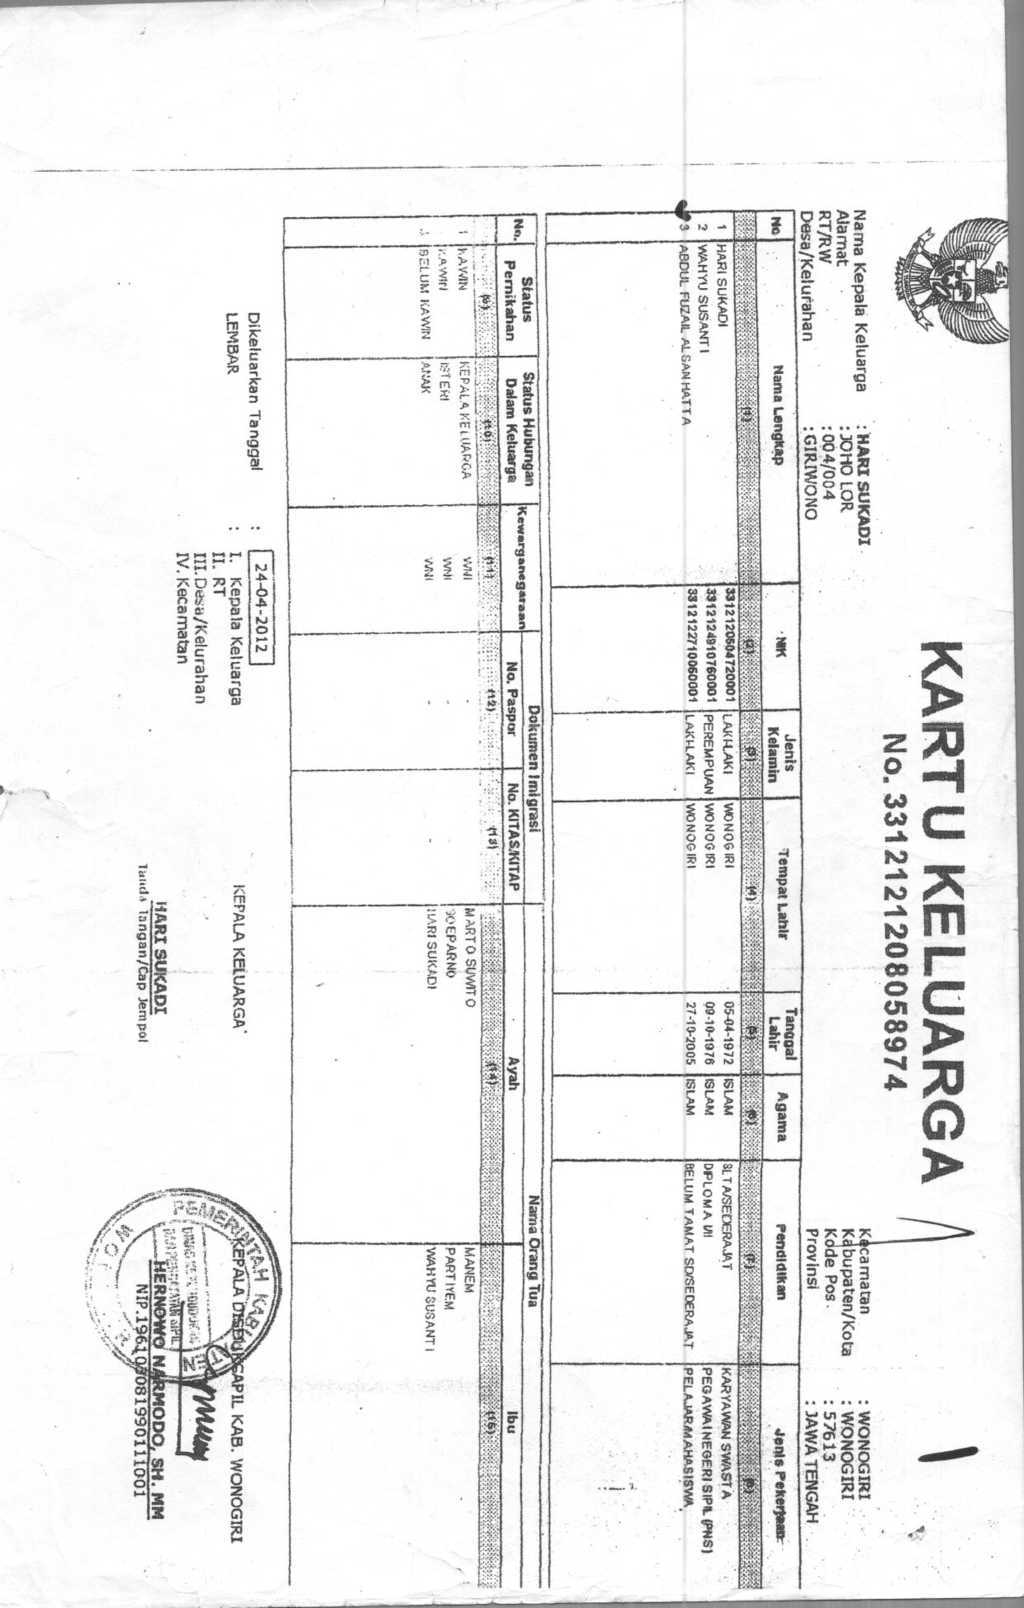 KARTU KELUARGA
No. 3312121208058974
Nama Kepala Keluarga : HARI SUKADI
Alamat : JOHO LOR
RT/RW : 004/004
Desa/Kelurahan : GIRIWONO
Kecamatan : WONOGIRI
Kabupaten/Kota : WONOGIRI
Kode Pos : 57613
Provinsi : JAWA TENGAH
No Nama Lengkap NIK Jenis Kelamin Tempat Lahir Tanggal Lahir Agama Pendidikan Jenis Pekerjaan
(1) (2) (3) (4) (5) (6) (7) (8)
1 HARI SUKADI 3312120504720001 LAKI-LAKI WONOGIRI 05-04-1972 ISLAM SLTA/SEDERAJAT KARYAWAN SWASTA
2 WAHYU SUSANTI 3312124910760001 PEREMPUAN WONOGIRI 09-10-1976 ISLAM DIPLOMA I/II PEGAWAI NEGERI SIPIL (PNS)
3 ABDUL FUZAIL ALSAN HATTA 3312122710050001 LAKI-LAKI WONOGIRI 27-10-2005 ISLAM BELUM TAMAT SD/SEDERAJAT PELAJAR/MAHASISWA
No. Status Pernikahan Status Hubungan Dalam Keluarga Kewarganegaraan Dokumen Imigrasi Nama Orang Tua
No. Paspor No. KITAS/KITAP Ayah Ibu
(9) (10) (11) (12) (13) (14) (15)
1 KAWIN KEPALA KELUARGA WNI - - MARTO SUWITO MANEM
KAWIN ISTERI WNI - - SOEPARNO PARTIYEM
3 BELUM KAWIN ANAK WNI - - HARI SUKADI WAHYU SUSANTI
Dikeluarkan Tanggal : 24-04-2012
LEMBAR : I. Kepala Keluarga
II. RT
III. Desa/Kelurahan
IV. Kecamatan
KEPALA KELUARGA
HARI SUKADI
Tanda Tangan/Cap Jempol
KEPALA DISDUKCAPIL KAB. WONOGIRI
PEMERINTAH KABUPATEN
DINAS KEPENDUDUKAN
DAN PENCATATAN SIPIL
HERNOWO NARMODO, SH. MM
NIP.196103081990111001